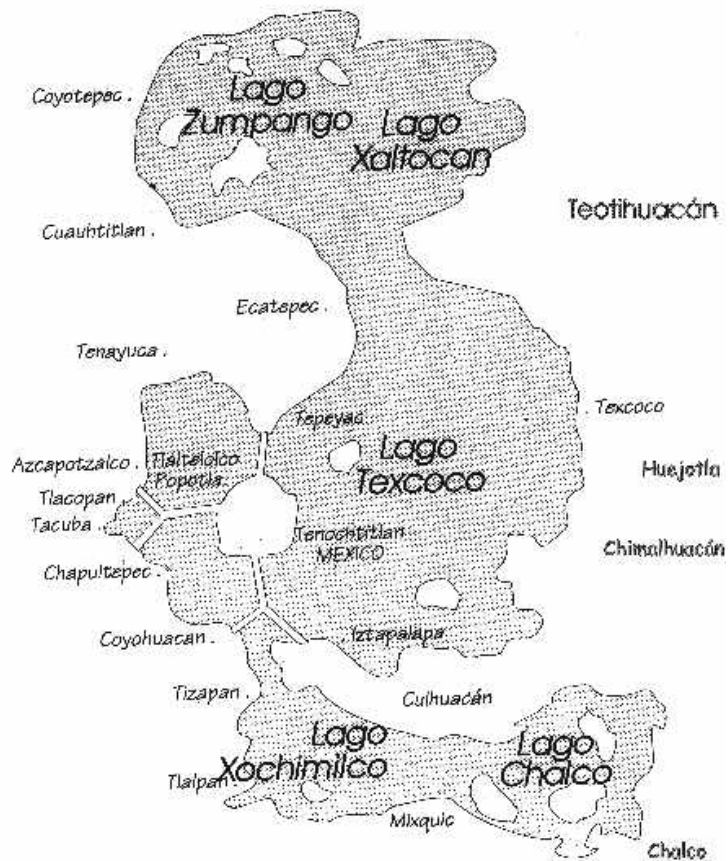 Coyotepec .
Lago
Zumpango
Lago
Xaltocan
Teotihuacán
Cuauhtitlan .
Ecatepec .
Tenayuca .
Tepeyac
. Texcoco
Azcapotzalco .
Tlaltelolco
Popotla
Lago
Texcoco
Huejotla
Tlacopan
Tacuba .
Tenochtitlan
MEXICO
Chimalhuacán
Chapultepec .
Coyohuacan .
. Iztapalapa
Tizapan .
Culhuacán
Lago
Xochimilco
Lago
Chalco
Tlalpan
Mixquic
Chalco